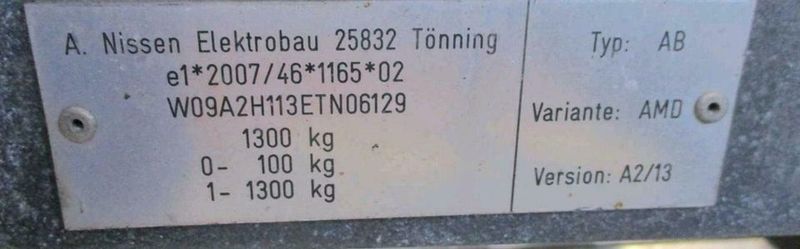 A. Nissen Elektrobau 25832 Tönning
e1*2007/46*1165*02
W09A2H113ETN06129
1300 kg
0- 100 kg
1- 1300 kg
Typ: AB
Variante: AMD
Version: A2/13